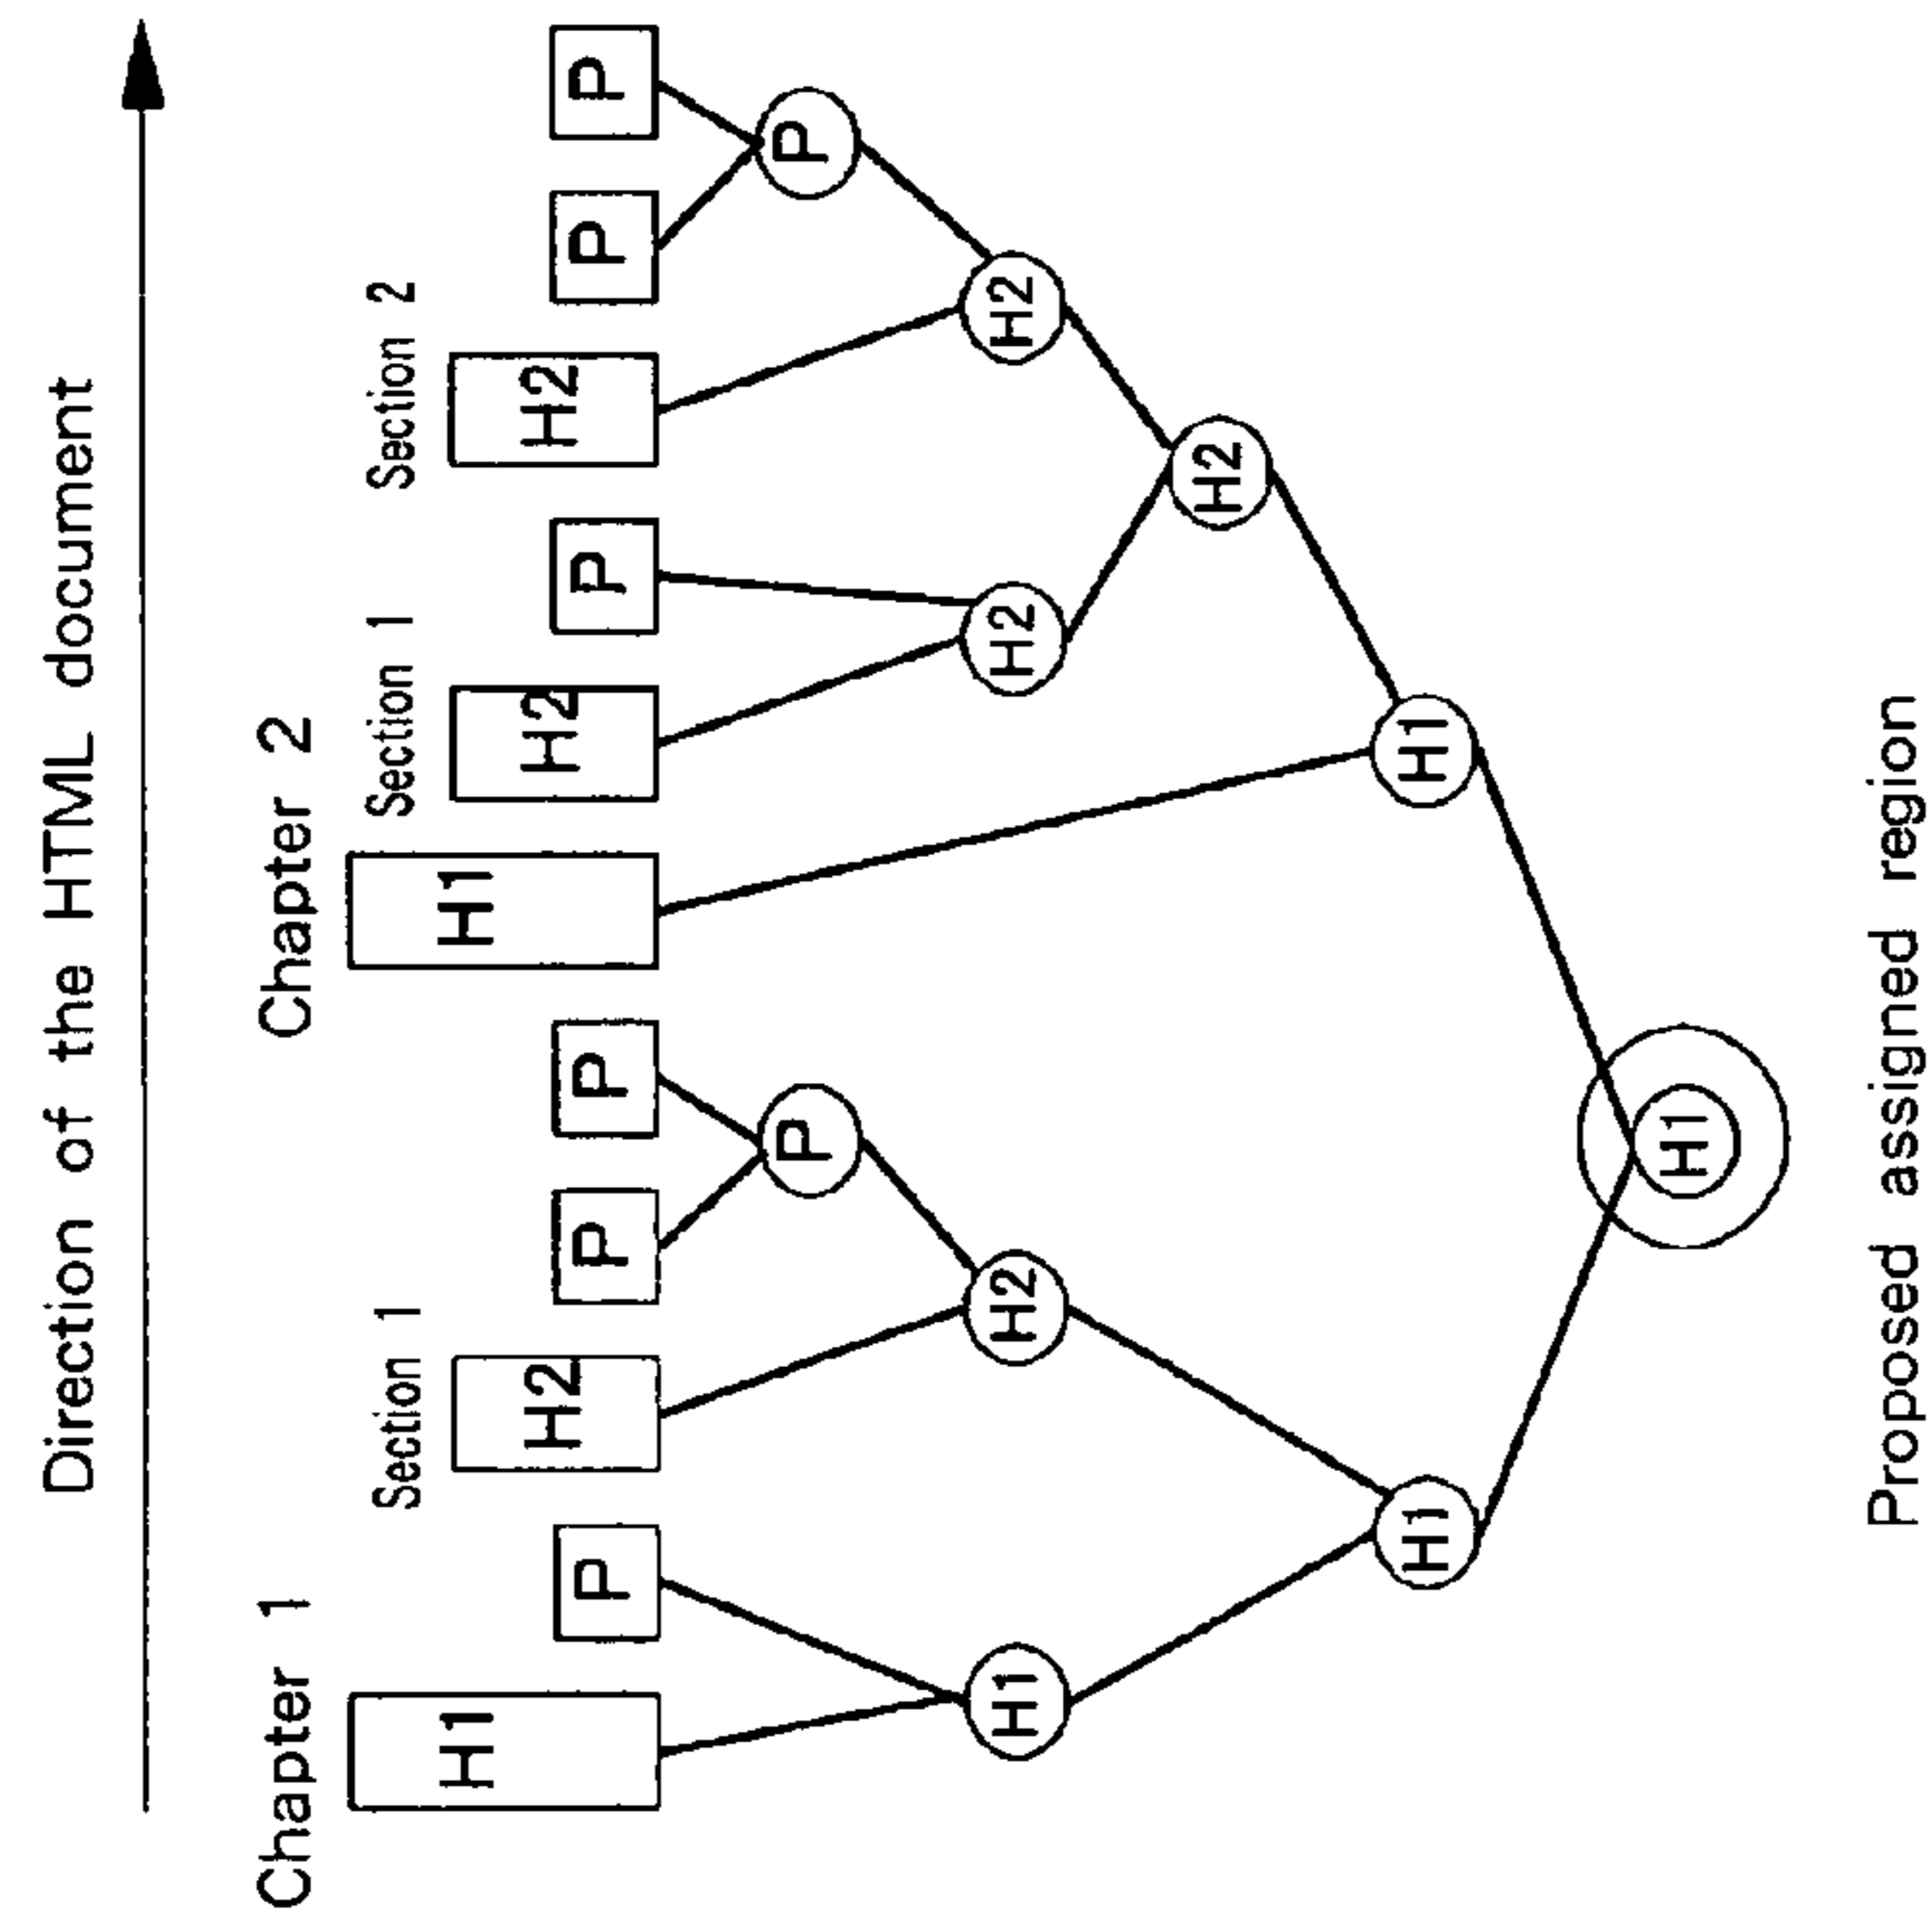 Direction of the HTML document
Chapter 1 Chapter 2
Section 1 Section 1 Section 2
H1 P H2 P P H1 H2 P H2 P P
P P
H1 H2 H2 H2
H2
H1 H1
H1
Proposed assigned region